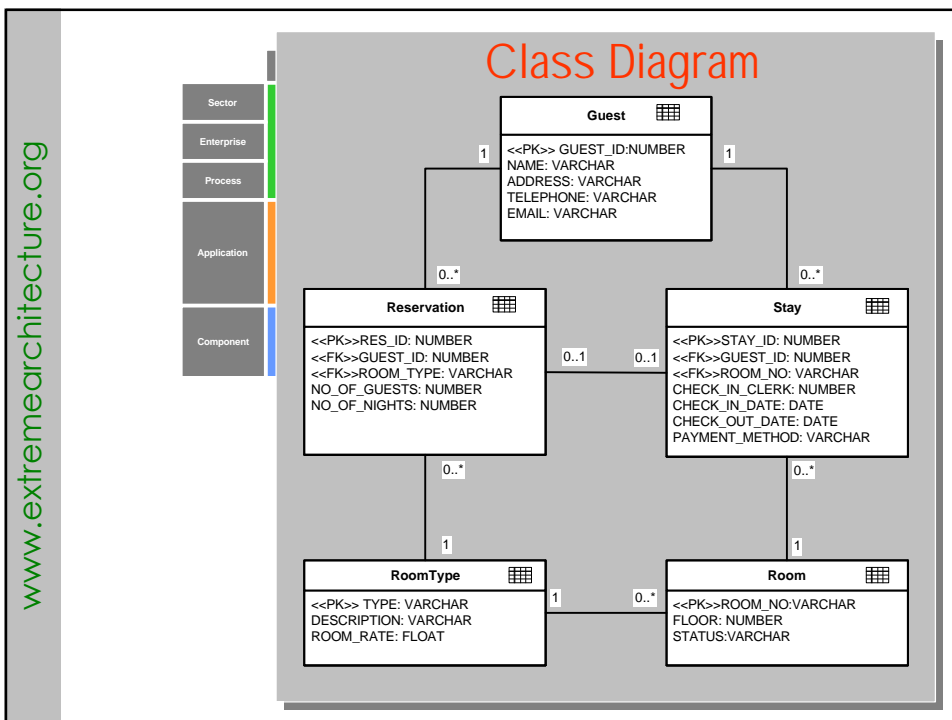 www.extremearchitecture.org
Class Diagram
Sector
Enterprise
Process
Application
Component
Guest
<<PK>> GUEST_ID:NUMBER
NAME: VARCHAR
ADDRESS: VARCHAR
TELEPHONE: VARCHAR
EMAIL: VARCHAR
1
1
0..*
0..*
Reservation
<<PK>>RES_ID: NUMBER
<<FK>>GUEST_ID: NUMBER
<<FK>>ROOM_TYPE: VARCHAR
NO_OF_GUESTS: NUMBER
NO_OF_NIGHTS: NUMBER
0..1
0..1
Stay
<<PK>>STAY_ID: NUMBER
<<FK>>GUEST_ID: NUMBER
<<FK>>ROOM_NO: VARCHAR
CHECK_IN_CLERK: NUMBER
CHECK_IN_DATE: DATE
CHECK_OUT_DATE: DATE
PAYMENT_METHOD: VARCHAR
0..*
0..*
1
1
RoomType
<<PK>> TYPE: VARCHAR
DESCRIPTION: VARCHAR
ROOM_RATE: FLOAT
1
0..*
Room
<<PK>>ROOM_NO:VARCHAR
FLOOR: NUMBER
STATUS:VARCHAR